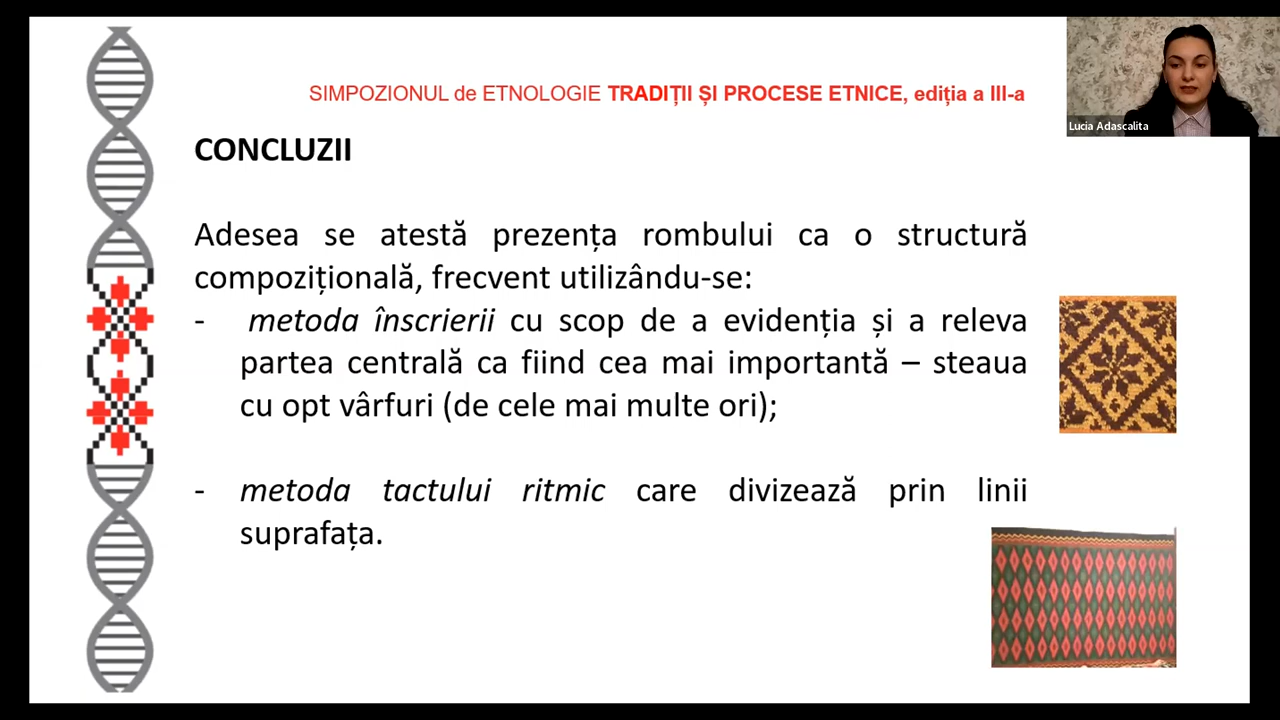 SIMPOZIONUL de ETNOLOGIE TRADIȚII ȘI PROCESE ETNICE, ediția a III-a
Lucia Adascalita
CONCLUZII
Adesea se atestă prezența rombului ca o structură
compozițională, frecvent utilizându-se:
- metoda înscrierii cu scop de a evidenția și a releva
partea centrală ca fiind cea mai importantă – steaua
cu opt vârfuri (de cele mai multe ori);
- metoda tactului ritmic care divizează prin linii
suprafața.